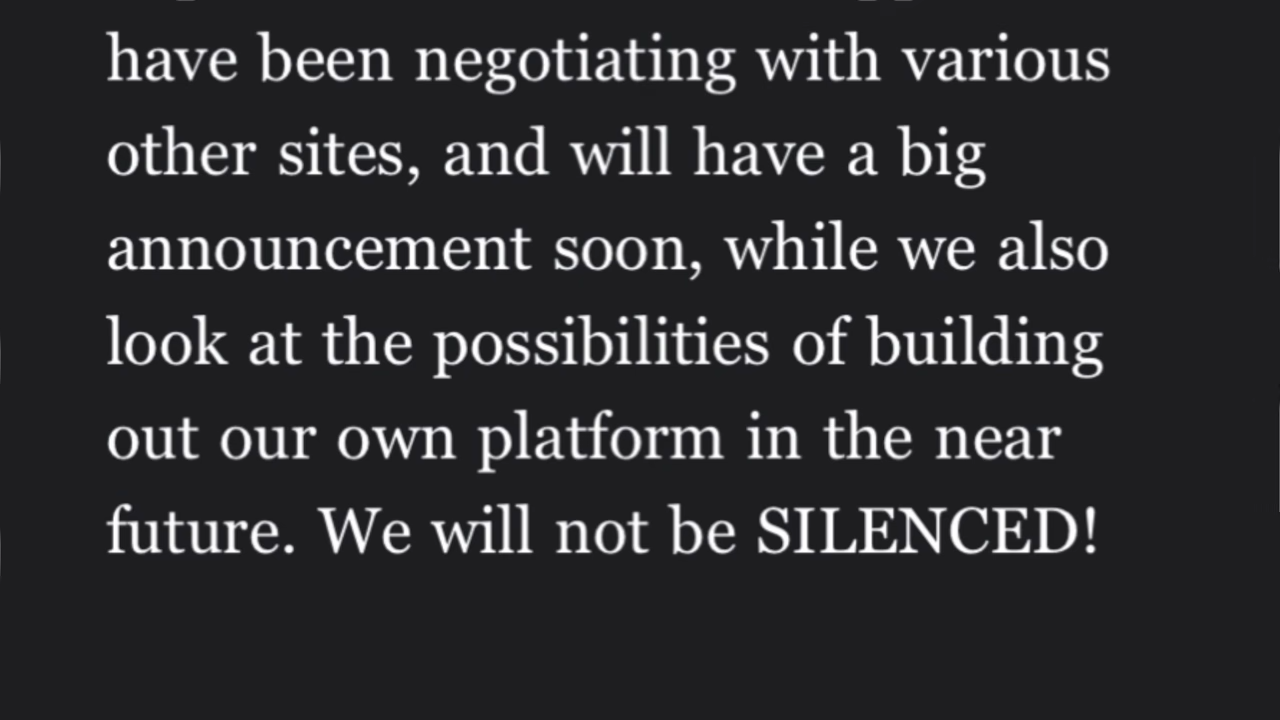 have been negotiating with various
other sites, and will have a big
announcement soon, while we also
look at the possibilities of building
out our own platform in the near
future. We will not be SILENCED!